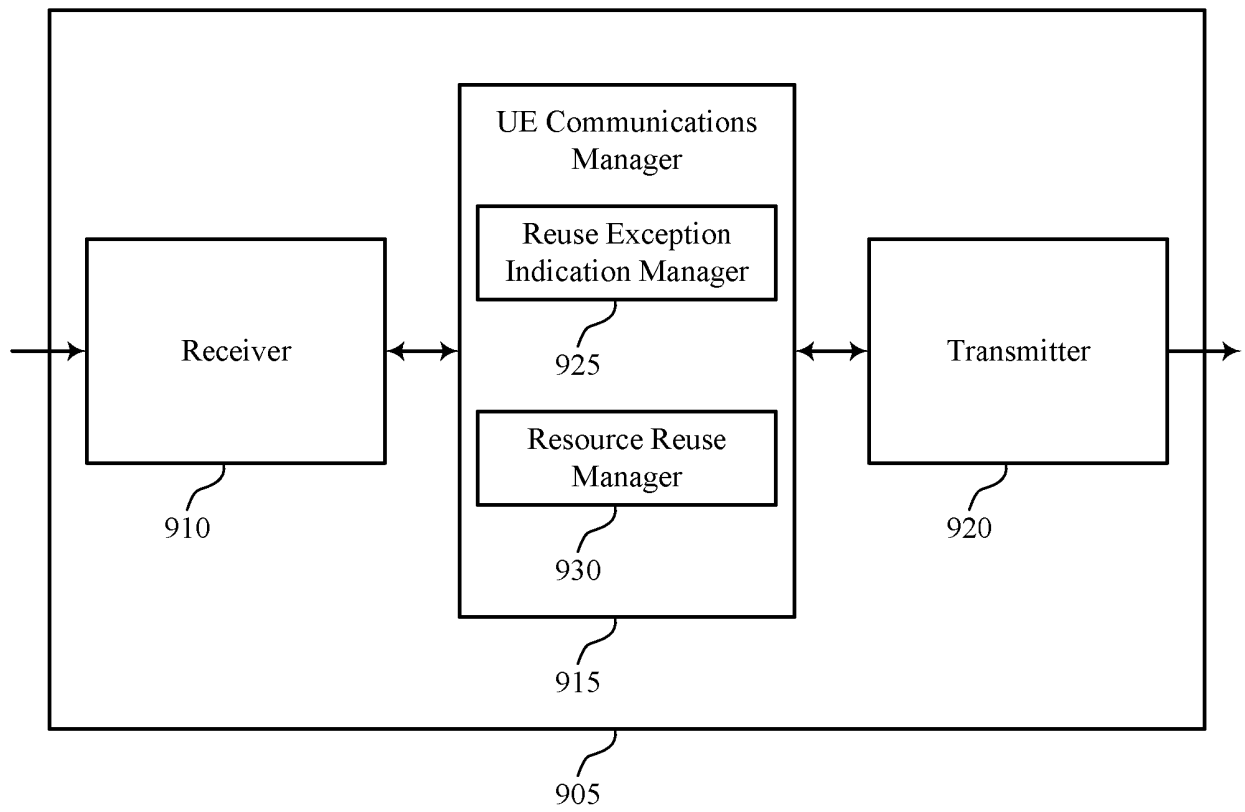 UE Communications
Manager
Reuse Exception
Indication Manager
925
Receiver
910
Resource Reuse
Manager
930
Transmitter
920
915
905